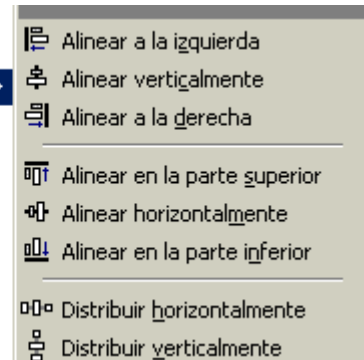 Alinear a la izquierda
Alinear verticalmente
Alinear a la derecha
Alinear en la parte superior
Alinear horizontalmente
Alinear en la parte inferior
Distribuir horizontalmente
Distribuir verticalmente